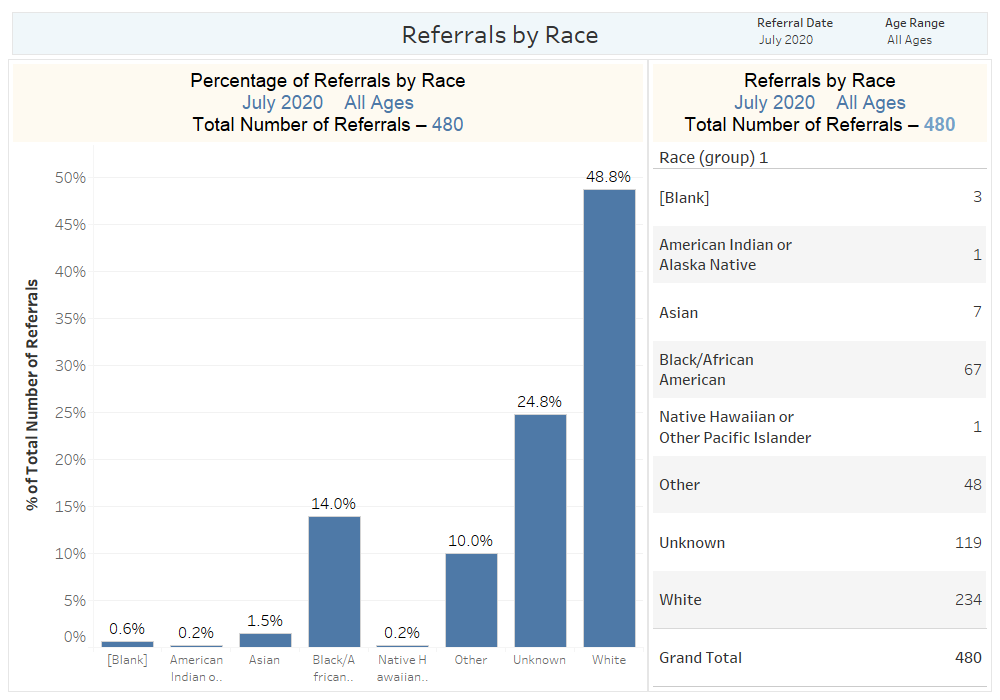 Referrals by Race
Referral Date
July 2020
Age Range
All Ages
Percentage of Referrals by Race
July 2020 All Ages
Total Number of Referrals – 480
% of Total Number of Referrals
50%
45%
40%
35%
30%
25%
20%
15%
10%
5%
0%
0.6%
0.2%
1.5%
14.0%
0.2%
10.0%
24.8%
48.8%
[Blank]
American
Indian o..
Asian
Black/A
frican..
Native H
awaiian..
Other
Unknown
White
Referrals by Race
July 2020 All Ages
Total Number of Referrals – 480
Race (group) 1
[Blank] 3
American Indian or
Alaska Native 1
Asian 7
Black/African
American 67
Native Hawaiian or
Other Pacific Islander 1
Other 48
Unknown 119
White 234
Grand Total 480